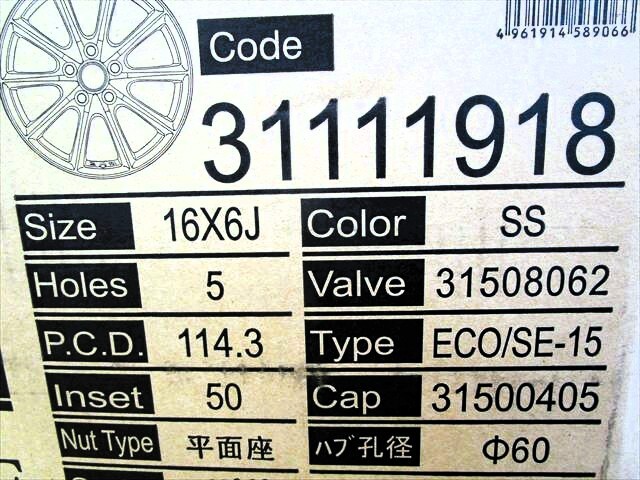 4961914589066
Code
31111918
Size 16X6J Color SS
Holes 5 Valve 31508062
P.C.D. 114.3 Type ECO/SE-15
Inset 50 Cap 31500405
Nut Type 平面座 ハブ孔径 Φ60